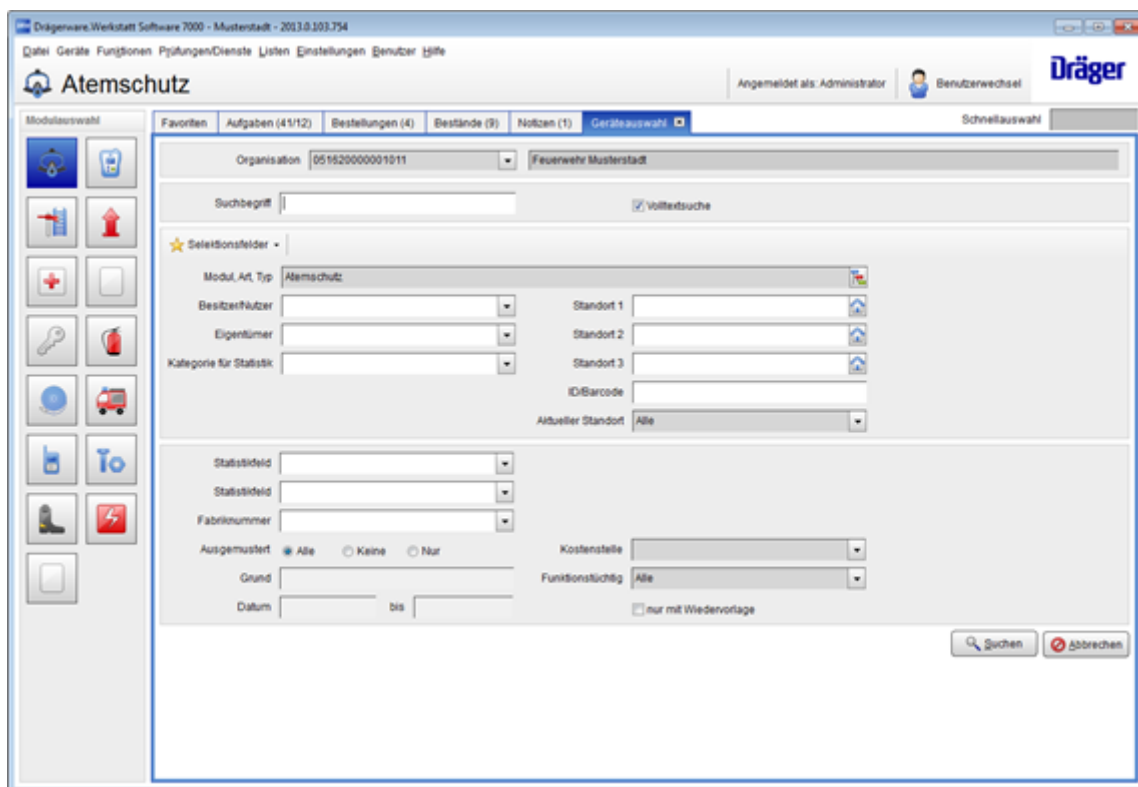 Drägerware.Werkstatt Software 7000 - Musterstadt - 2013.0.103.754
Datei Geräte Funktionen Prüfungen/Dienste Listen Einstellungen Benutzer Hilfe
Atemschutz
Angemeldet als: Administrator
Benutzerwechsel
Dräger
Modulauswahl
Favoriten
Aufgaben (41/12)
Bestellungen (4)
Bestände (9)
Notizen (1)
Geräteauswahl
Schnellauswahl
Organisation 051620000001011 Feuerwehr Musterstadt
Suchbegriff Volltextsuche
Selektionsfelder
Modul, Art, Typ Atemschutz
Besitzer/Nutzer Standort 1
Eigentümer Standort 2
Kategorie für Statistik Standort 3
ID/Barcode
Aktueller Standort Alle
Statistikfeld
Statistikfeld
Fabriknummer
Ausgemustert Alle Keine Nur Kostenstelle
Grund Funktionstüchtig Alle
Datum bis nur mit Wiedervorlage
Suchen Abbrechen